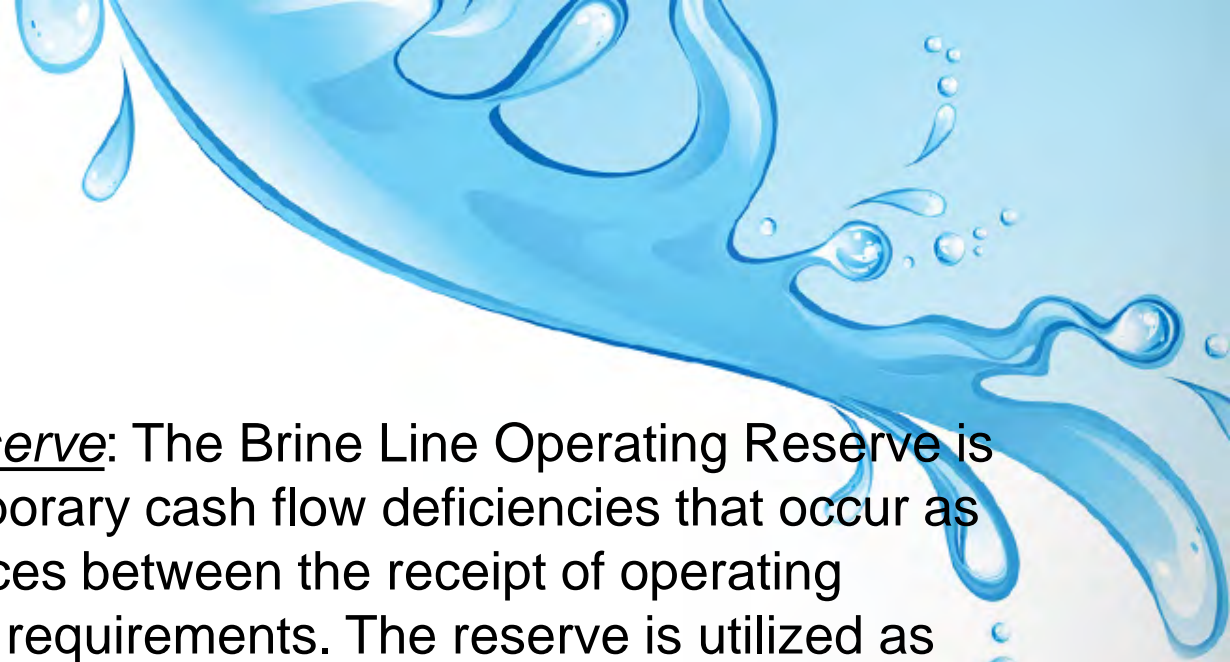 serve: The Brine Line Operating Reserve is
porary cash flow deficiencies that occur as
ces between the receipt of operating
requirements. The reserve is utilized as